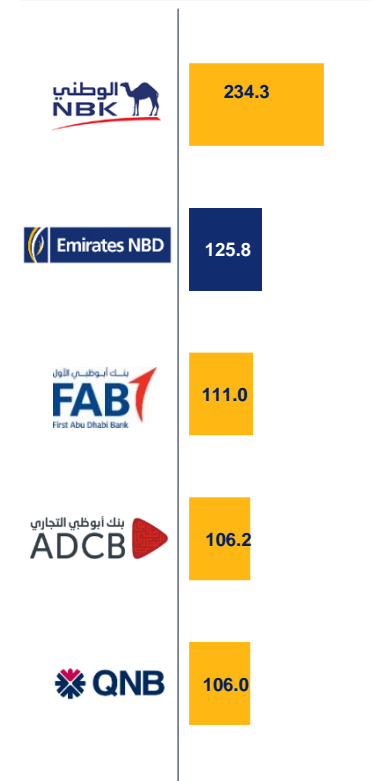 الوطني
NBK
234.3
Emirates NBD
125.8
بنك أبوظبي الأول
FAB
First Abu Dhabi Bank
111.0
بنك أبوظبي التجاري
ADCB
106.2
QNB
106.0